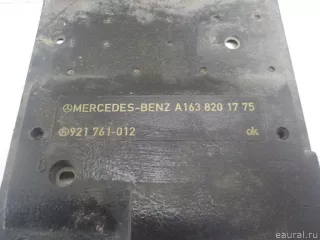 MERCEDES-BENZ A163 820 17 75
921 761-012 ok
eaural.ru